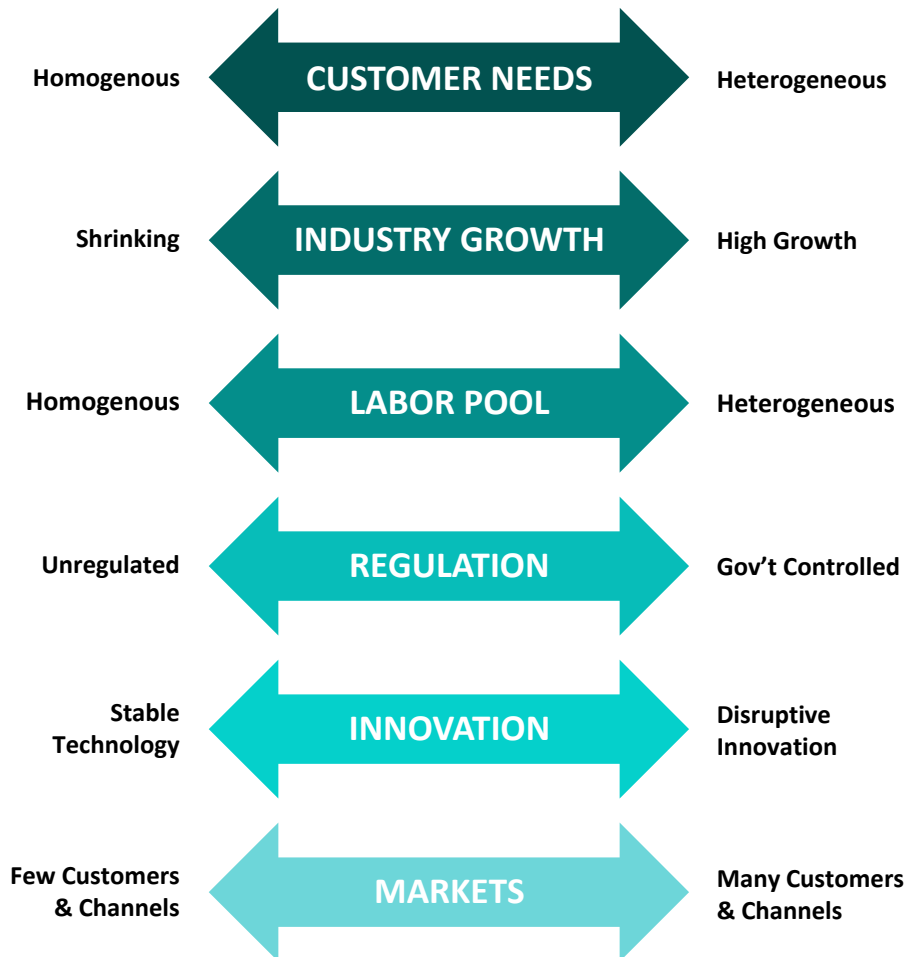 Homogenous
CUSTOMER NEEDS
Heterogeneous
Shrinking
INDUSTRY GROWTH
High Growth
Homogenous
LABOR POOL
Heterogeneous
Unregulated
REGULATION
Gov't Controlled
Stable
Technology
INNOVATION
Disruptive
Innovation
Few Customers
& Channels
MARKETS
Many Customers
& Channels